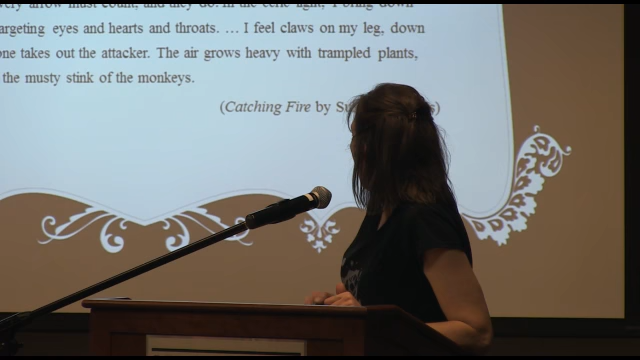 very arrow must count, and they do. In the eerie light, I bring down
targeting eyes and hearts and throats. … I feel claws on my leg, down
one takes out the attacker. The air grows heavy with trampled plants,
the musty stink of the monkeys.
(Catching Fire by Su s)